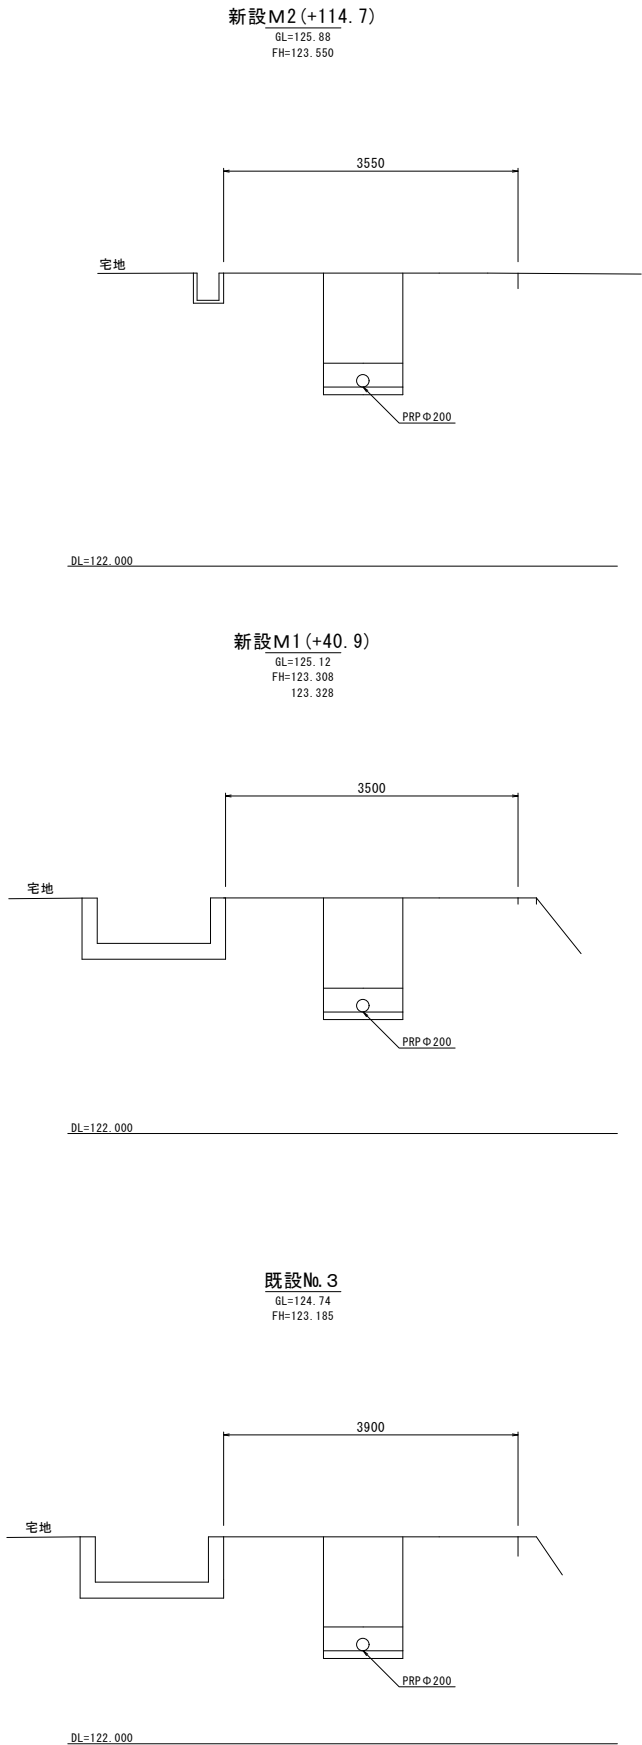 新設M2(+114.7)
GL=125.88
FH=123.550
3550
宅地
PRPΦ200
DL=122.000
新設M1(+40.9)
GL=125.12
FH=123.308
123.328
3500
宅地
PRPΦ200
DL=122.000
既設№3
GL=124.74
FH=123.185
3900
宅地
PRPΦ200
DL=122.000